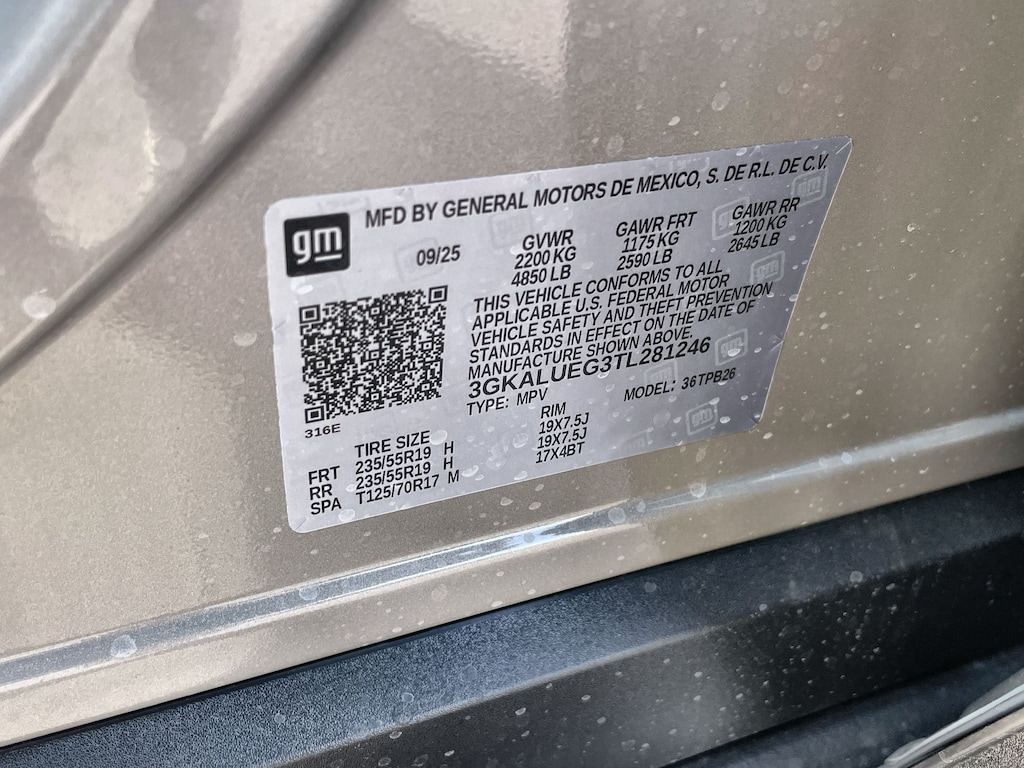 gm
MFD BY GENERAL MOTORS DE MEXICO, S. DE R.L. DE C.V.
09/25
GVWR
2200 KG
4850 LB
GAWR FRT
1175 KG
2590 LB
GAWR RR
1200 KG
2645 LB
THIS VEHICLE CONFORMS TO ALL
APPLICABLE U.S. FEDERAL MOTOR
VEHICLE SAFETY AND THEFT PREVENTION
STANDARDS IN EFFECT ON THE DATE OF
MANUFACTURE SHOWN ABOVE.
3GKALUEG3TL281246
TYPE: MPV MODEL: 36TPB26
316E
TIRE SIZE RIM
FRT 235/55R19 H 19X7.5J
RR 235/55R19 H 19X7.5J
SPA T125/70R17 M 17X4BT